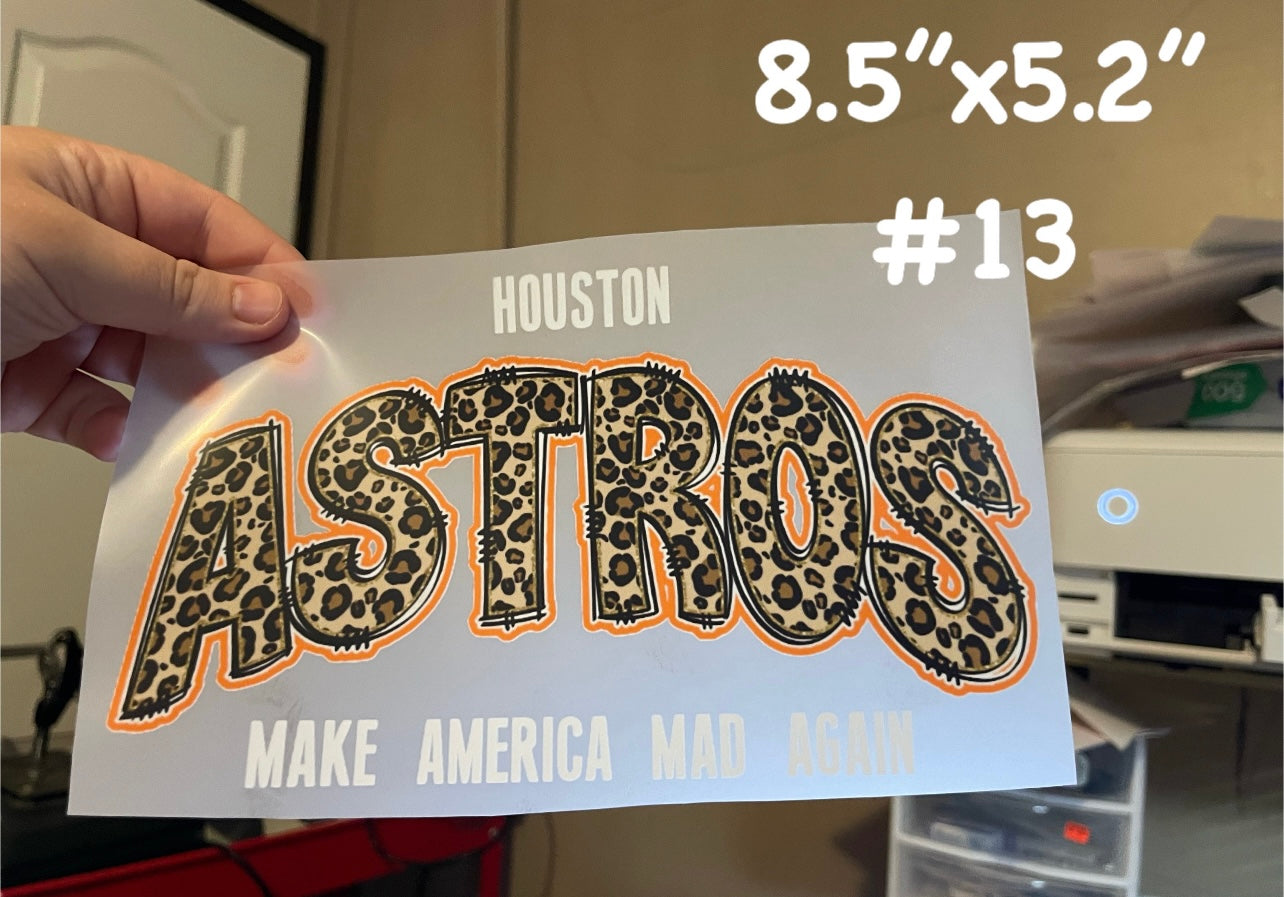 8.5”x5.2”
#13
HOUSTON
ASTROS
MAKE AMERICA MAD AGAIN